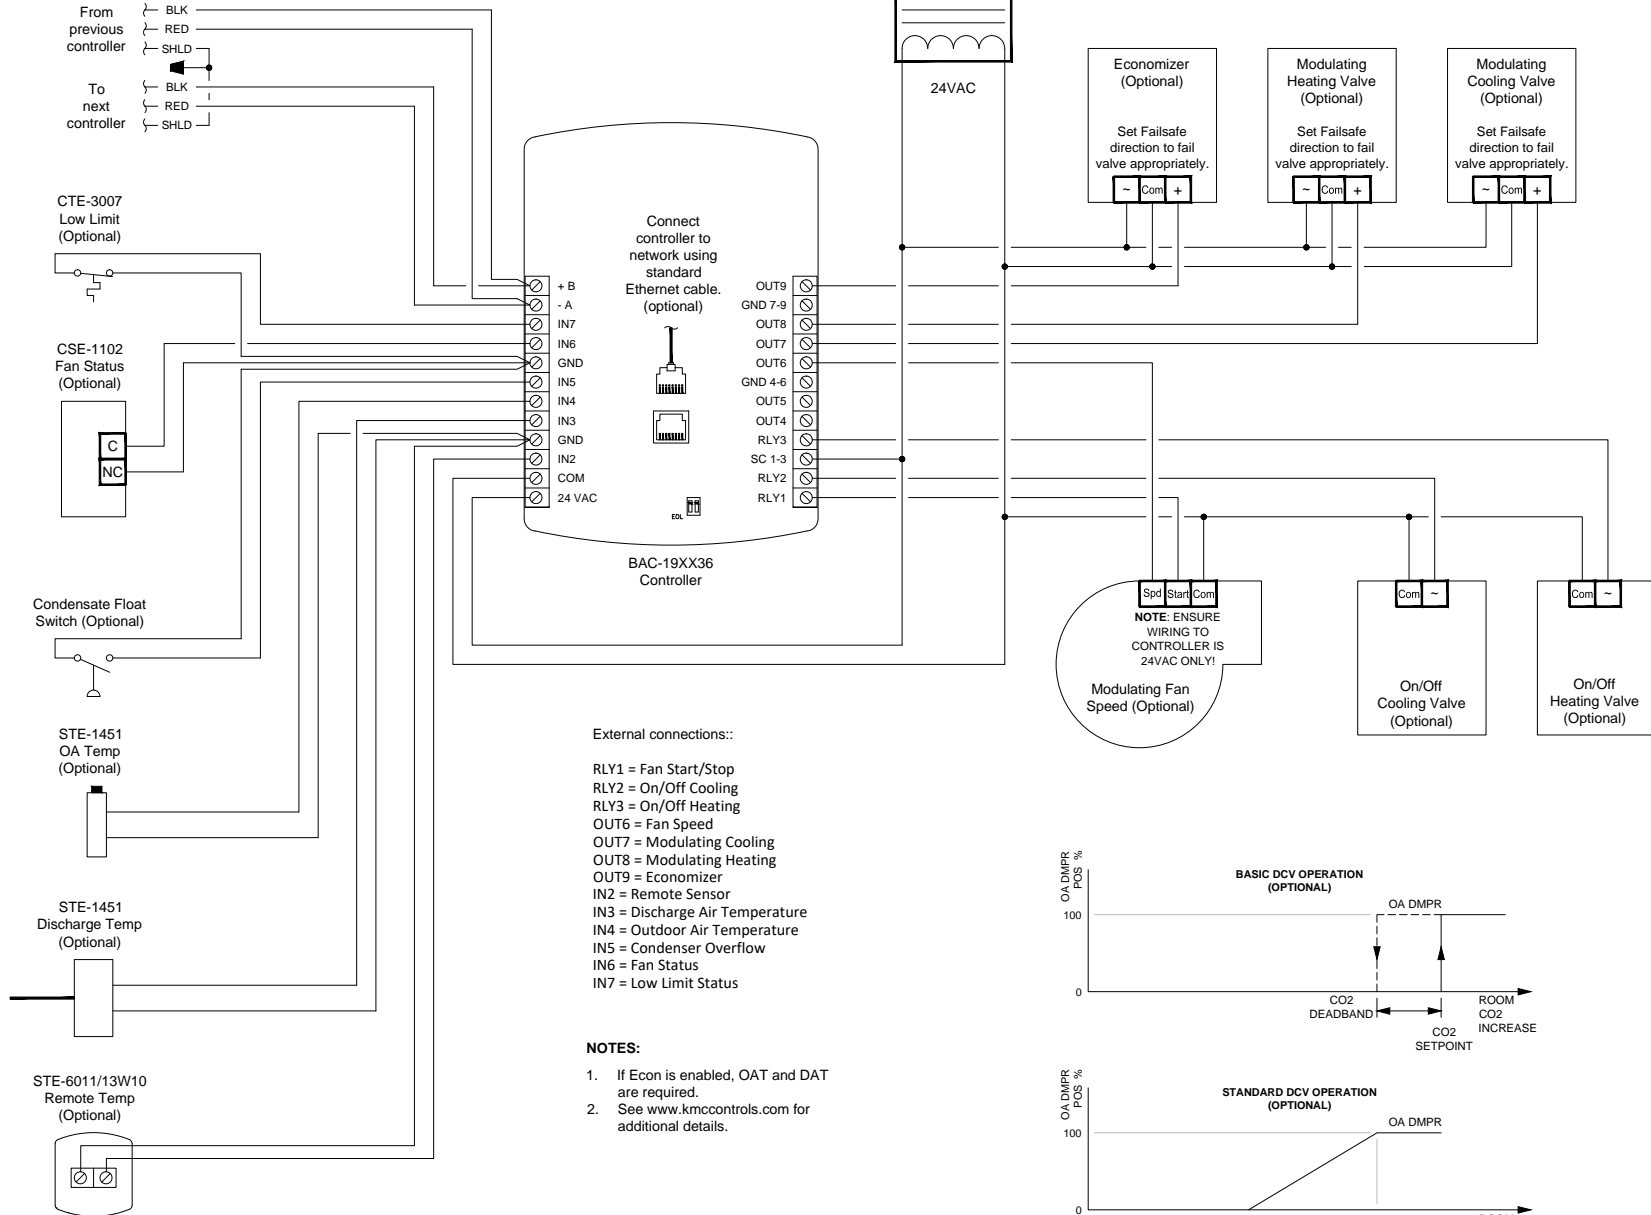 From
previous
controller
BLK
RED
SHLD
To
next
controller
BLK
RED
SHLD
24VAC
Economizer
(Optional)
Set Failsafe
direction to fail
valve appropriately.
~ Com +
Modulating
Heating Valve
(Optional)
Set Failsafe
direction to fail
valve appropriately.
~ Com +
Modulating
Cooling Valve
(Optional)
Set Failsafe
direction to fail
valve appropriately.
~ Com +
CTE-3007
Low Limit
(Optional)
CSE-1102
Fan Status
(Optional)
C
NC
Condensate Float
Switch (Optional)
STE-1451
OA Temp
(Optional)
STE-1451
Discharge Temp
(Optional)
STE-6011/13W10
Remote Temp
(Optional)
Connect
controller to
network using
standard
Ethernet cable.
(optional)
+ B
- A
IN7
IN6
GND
IN5
IN4
IN3
GND
IN2
COM
24 VAC
OUT9
GND 7-9
OUT8
OUT7
OUT6
GND 4-6
OUT5
OUT4
RLY3
SC 1-3
RLY2
RLY1
EOL
BAC-19XX36
Controller
Spd Start Com
NOTE: ENSURE
WIRING TO
CONTROLLER IS
24VAC ONLY!
Modulating Fan
Speed (Optional)
Com ~
On/Off
Cooling Valve
(Optional)
Com ~
On/Off
Heating Valve
(Optional)
External connections::
RLY1 = Fan Start/Stop
RLY2 = On/Off Cooling
RLY3 = On/Off Heating
OUT6 = Fan Speed
OUT7 = Modulating Cooling
OUT8 = Modulating Heating
OUT9 = Economizer
IN2 = Remote Sensor
IN3 = Discharge Air Temperature
IN4 = Outdoor Air Temperature
IN5 = Condenser Overflow
IN6 = Fan Status
IN7 = Low Limit Status
NOTES:
1. If Econ is enabled, OAT and DAT
are required.
2. See www.kmccontrols.com for
additional details.
BASIC DCV OPERATION
(OPTIONAL)
OA DMPR
POS %
100
0
OA DMPR
CO2
DEADBAND
CO2
SETPOINT
ROOM
CO2
INCREASE
STANDARD DCV OPERATION
(OPTIONAL)
OA DMPR
POS %
100
0
OA DMPR